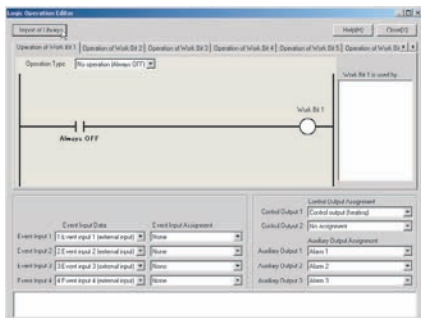 Logic Operation Editor
Import of Library
Help(H)
Close(C)
Operation of Work Bit 1
Operation of Work Bit 2
Operation of Work Bit 3
Operation of Work Bit 4
Operation of Work Bit 5
Operation of Work Bit
Operation Type
No operation (Always OFF)
Work Bit 1 is used by
Work Bit 1
Always OFF
Event Input Data
Event Input Assignment
Event Input 1
1:Event input 1 (external input)
None
Event Input 2
2:Event input 2 (external input)
None
Event Input 3
3:Event input 3 (external input)
None
Event Input 4
4:Event input 4 (external input)
None
Control Output Assignment
Control Output 1
Control output (heating)
Control Output 2
No assignment
Auxiliary Output Assignment
Auxiliary Output 1
Alarm 1
Auxiliary Output 2
Alarm 2
Auxiliary Output 3
Alarm 3